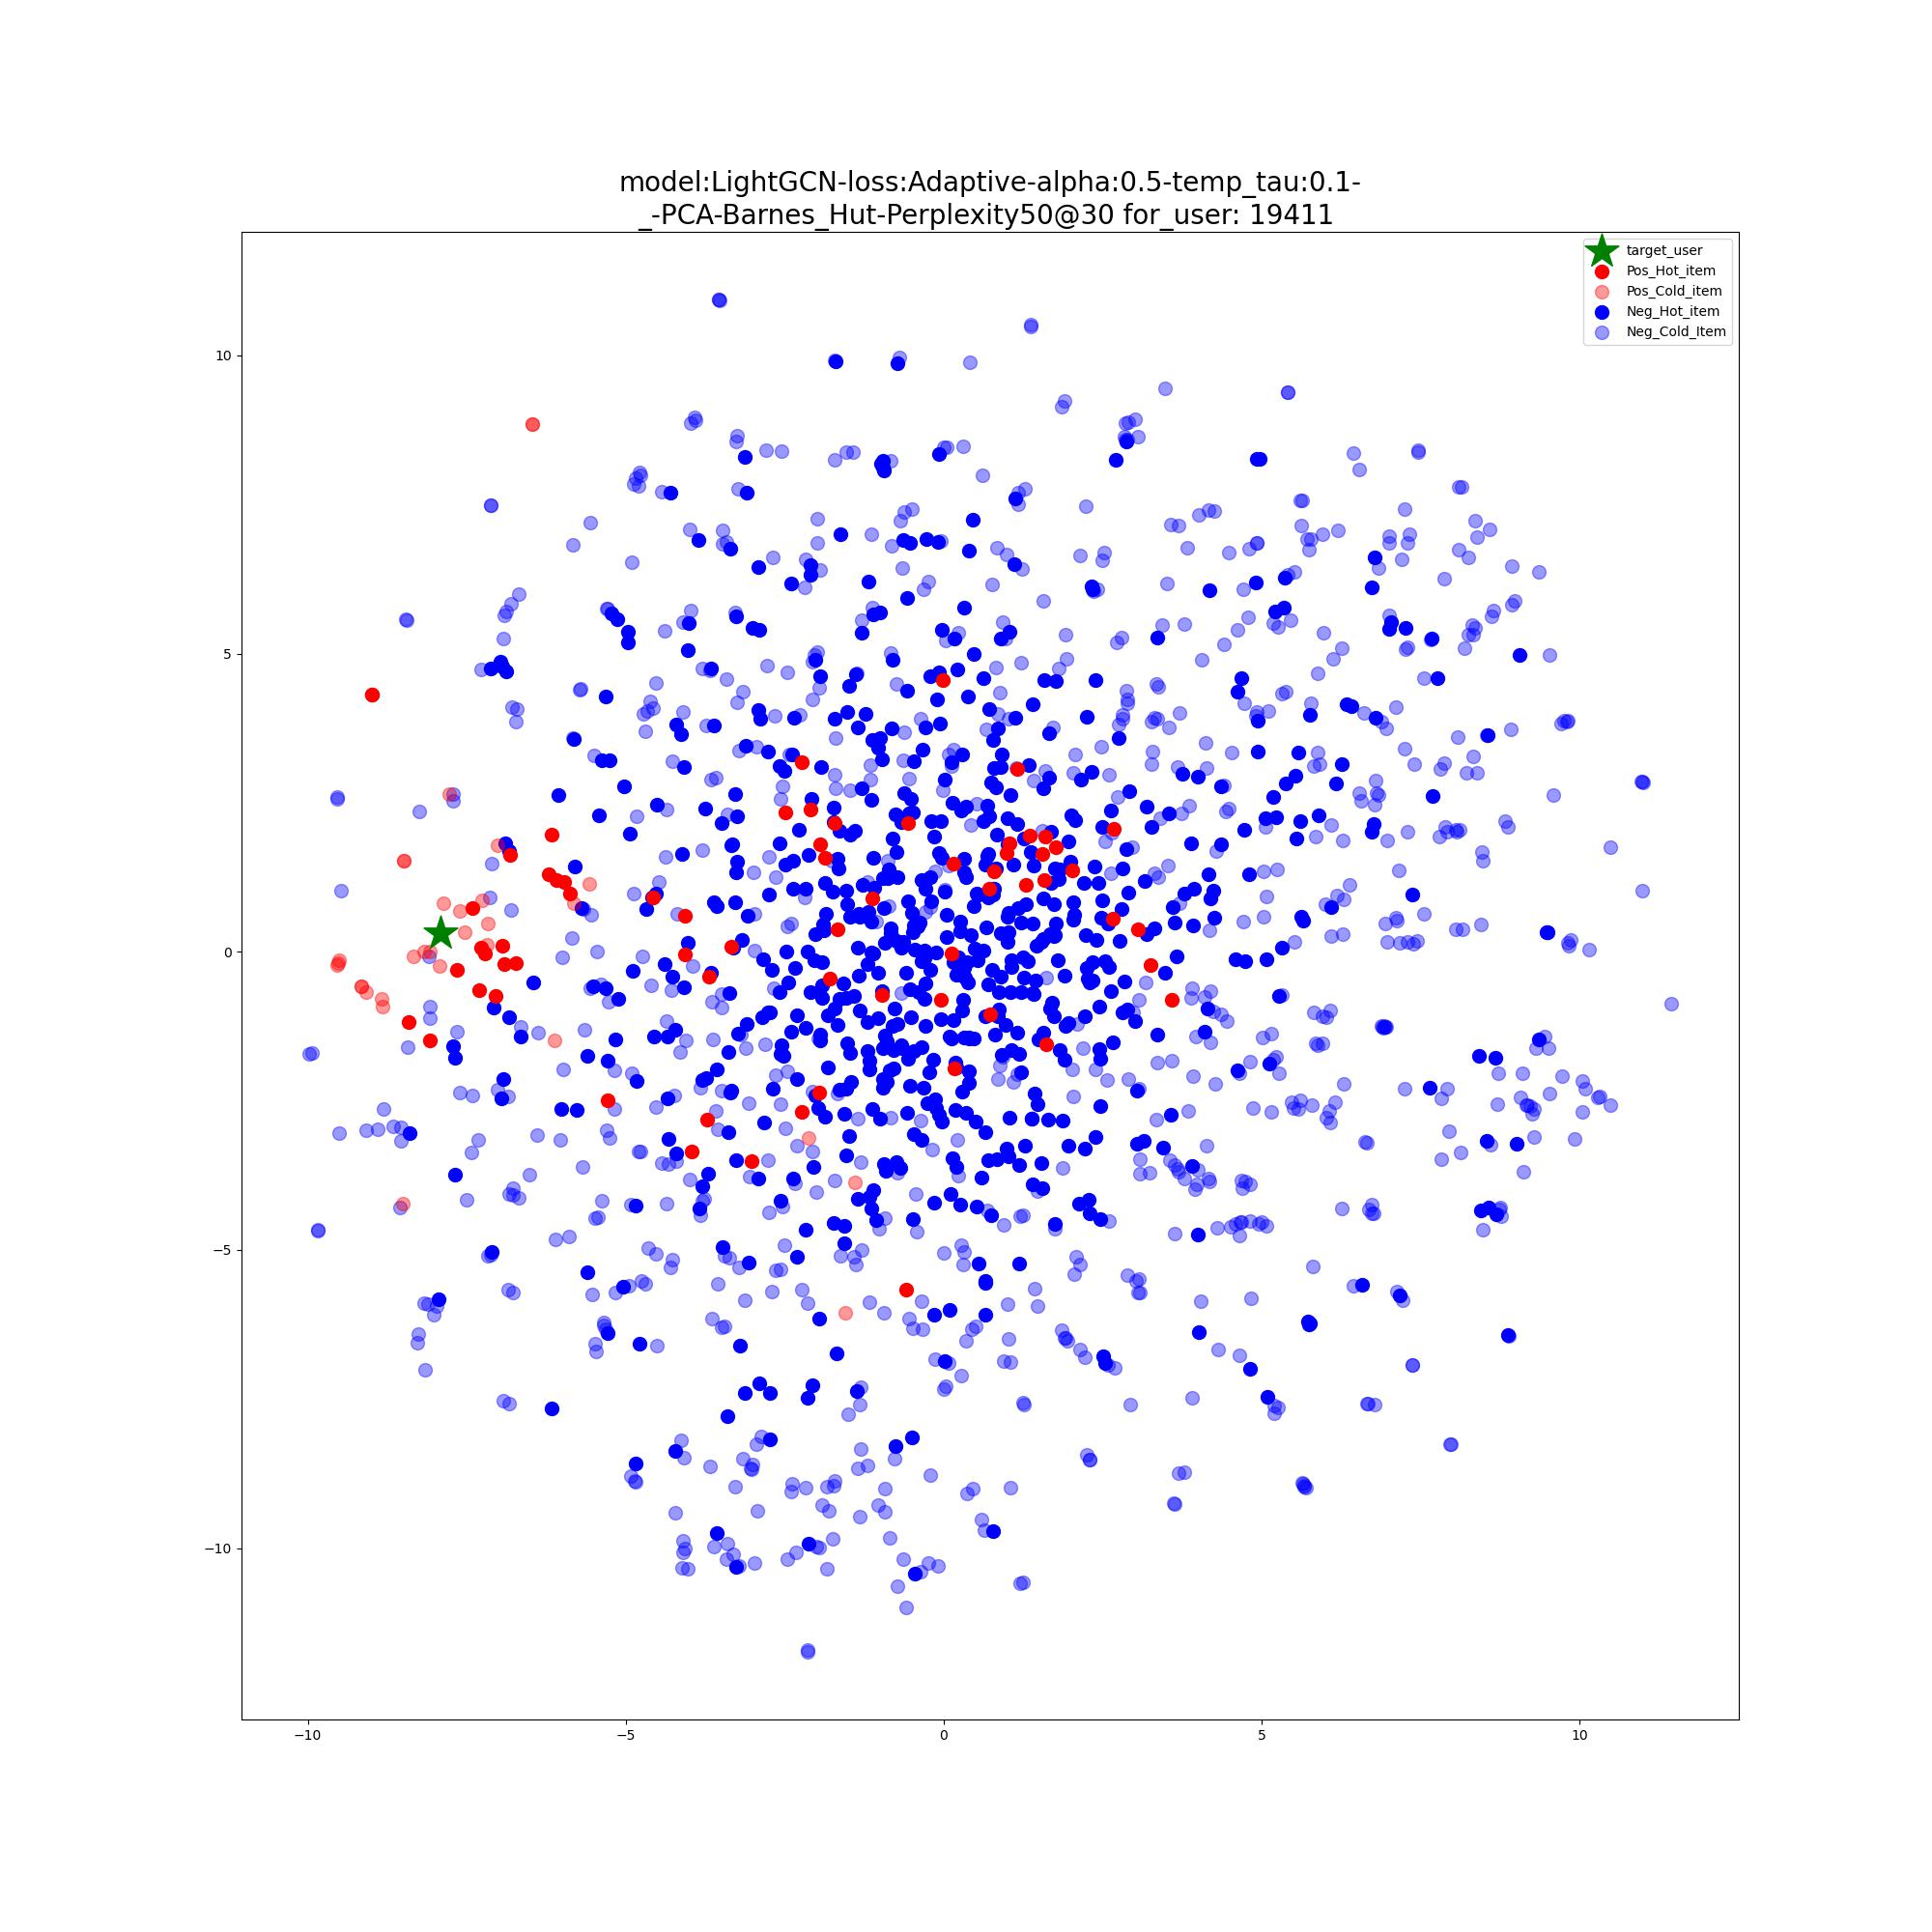 model:LightGCN-loss:Adaptive-alpha:0.5-temp_tau:0.1-
_-PCA-Barnes_Hut-Perplexity50@30 for_user: 19411
target_user
Pos_Hot_item
Pos_Cold_item
Neg_Hot_item
Neg_Cold_Item
10
5
0
−5
−10
−10
−5
0
5
10